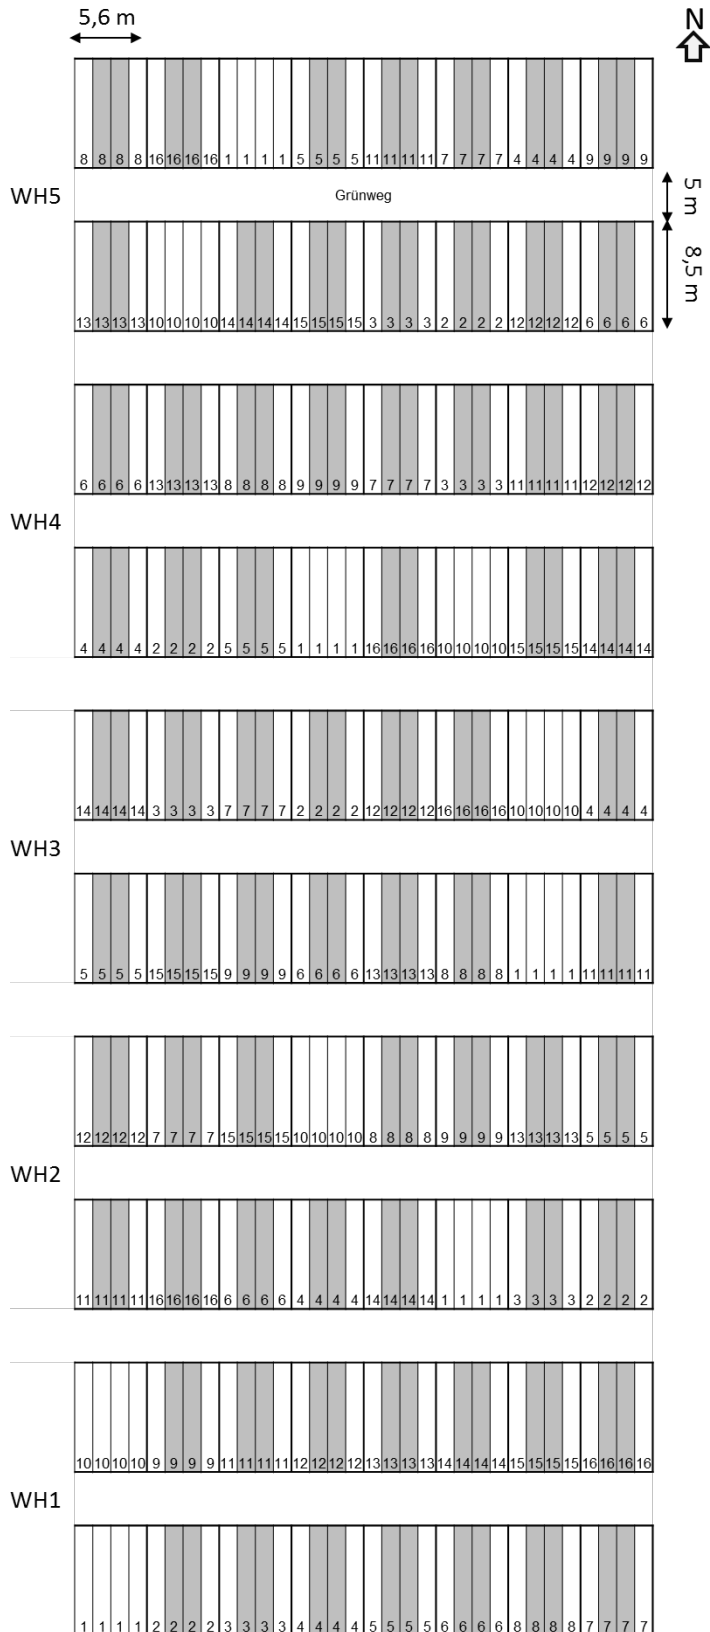 5,6 m
N
8 8 8 8 16 16 16 16 1 1 1 1 5 5 5 5 11 11 11 11 7 7 7 7 4 4 4 4 9 9 9 9
WH5 Grünweg 5 m
8,5 m
13 13 13 13 10 10 10 10 14 14 14 14 15 15 15 15 3 3 3 3 2 2 2 2 12 12 12 12 6 6 6 6
6 6 6 6 13 13 13 13 8 8 8 8 9 9 9 9 7 7 7 7 3 3 3 3 11 11 11 11 12 12 12 12
WH4
4 4 4 4 2 2 2 2 5 5 5 5 1 1 1 1 16 16 16 16 10 10 10 10 15 15 15 15 14 14 14 14
14 14 14 14 3 3 3 3 7 7 7 7 2 2 2 2 12 12 12 12 16 16 16 16 10 10 10 10 4 4 4 4
WH3
5 5 5 5 15 15 15 15 9 9 9 9 6 6 6 6 13 13 13 13 8 8 8 8 1 1 1 1 11 11 11 11
12 12 12 12 7 7 7 7 15 15 15 15 10 10 10 10 8 8 8 8 9 9 9 9 13 13 13 13 5 5 5 5
WH2
11 11 11 11 16 16 16 16 6 6 6 6 4 4 4 4 14 14 14 14 1 1 1 1 3 3 3 3 2 2 2 2
10 10 10 10 9 9 9 9 11 11 11 11 12 12 12 12 13 13 13 13 14 14 14 14 15 15 15 15 16 16 16 16
WH1
1 1 1 1 2 2 2 2 3 3 3 3 4 4 4 4 5 5 5 5 6 6 6 6 8 8 8 8 7 7 7 7